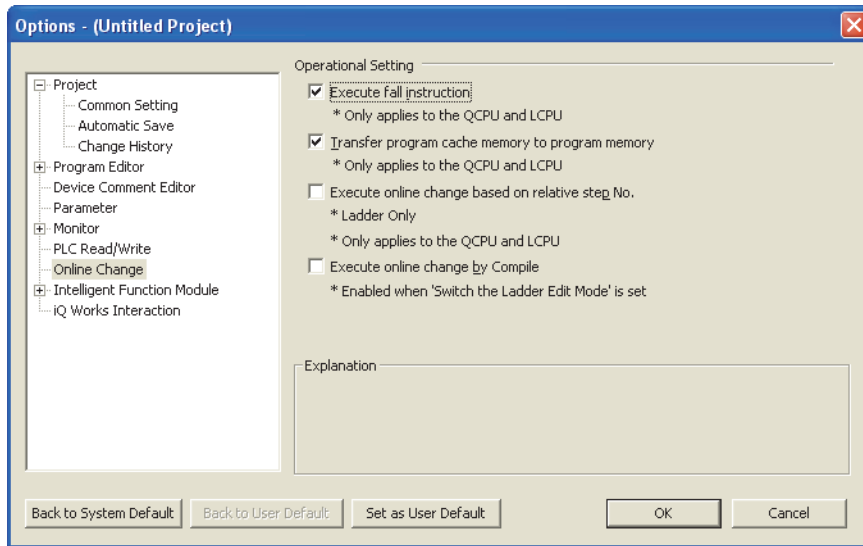 Options - (Untitled Project)
Project
Common Setting
Automatic Save
Change History
Program Editor
Device Comment Editor
Parameter
Monitor
PLC Read/Write
Online Change
Intelligent Function Module
iQ Works Interaction
Operational Setting
Execute fall instruction
* Only applies to the QCPU and LCPU
Transfer program cache memory to program memory
* Only applies to the QCPU and LCPU
Execute online change based on relative step No.
* Ladder Only
* Only applies to the QCPU and LCPU
Execute online change by Compile
* Enabled when 'Switch the Ladder Edit Mode' is set
Explanation
Back to System Default
Back to User Default
Set as User Default
OK
Cancel